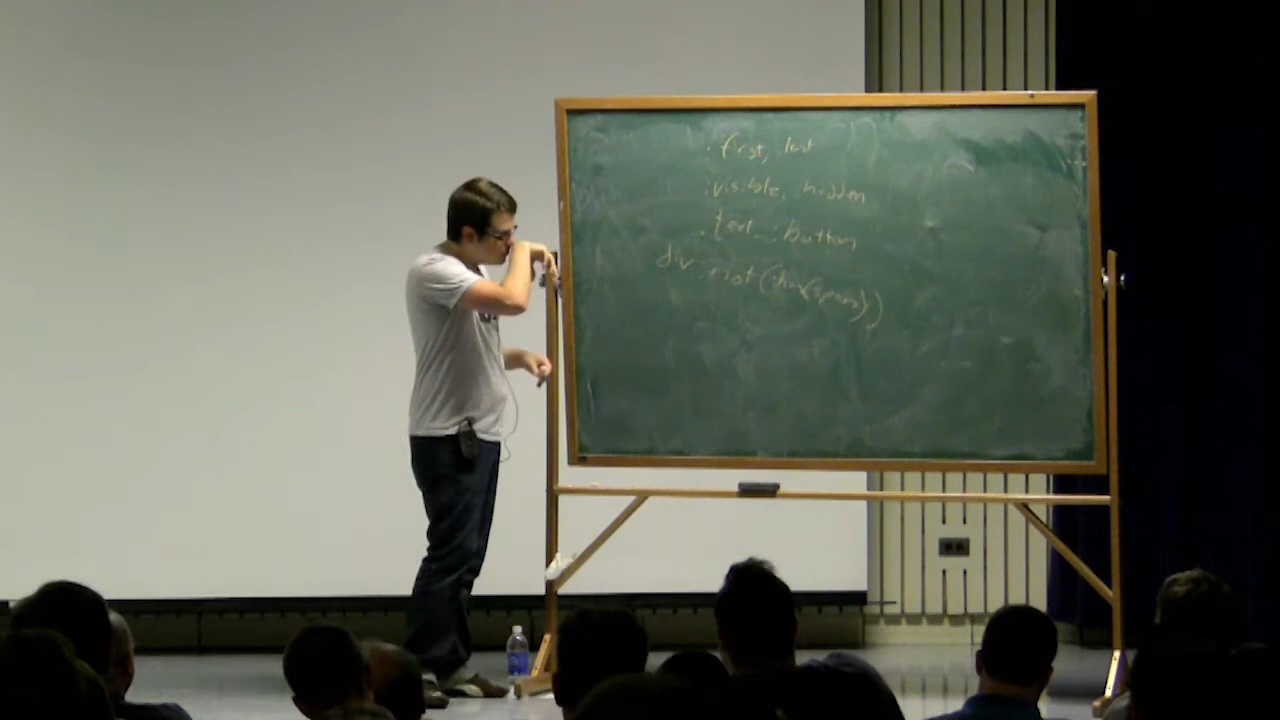 :first, last
:visible, hidden
:text :button
div:not(:has(span))